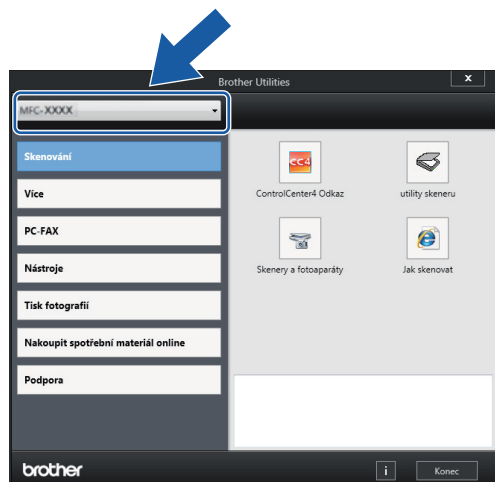 Brother Utilities
X
MFC-XXXX
Skenování
Více
PC-FAX
Nástroje
Tisk fotografií
Nakoupit spotřební materiál online
Podpora
CC4
ControlCenter4 Odkaz
utility skeneru
Skenery a fotoaparáty
Jak skenovat
brother
i
Konec